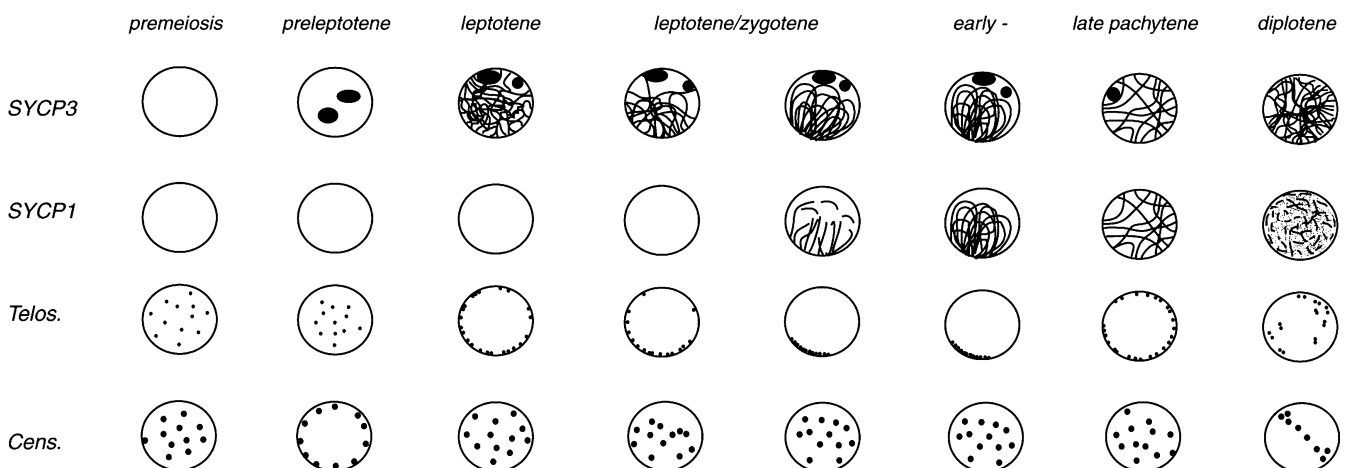 premeiosis preleptotene leptotene leptotene/zygotene early - late pachytene diplotene
SYCP3
SYCP1
Telos.
Cens.